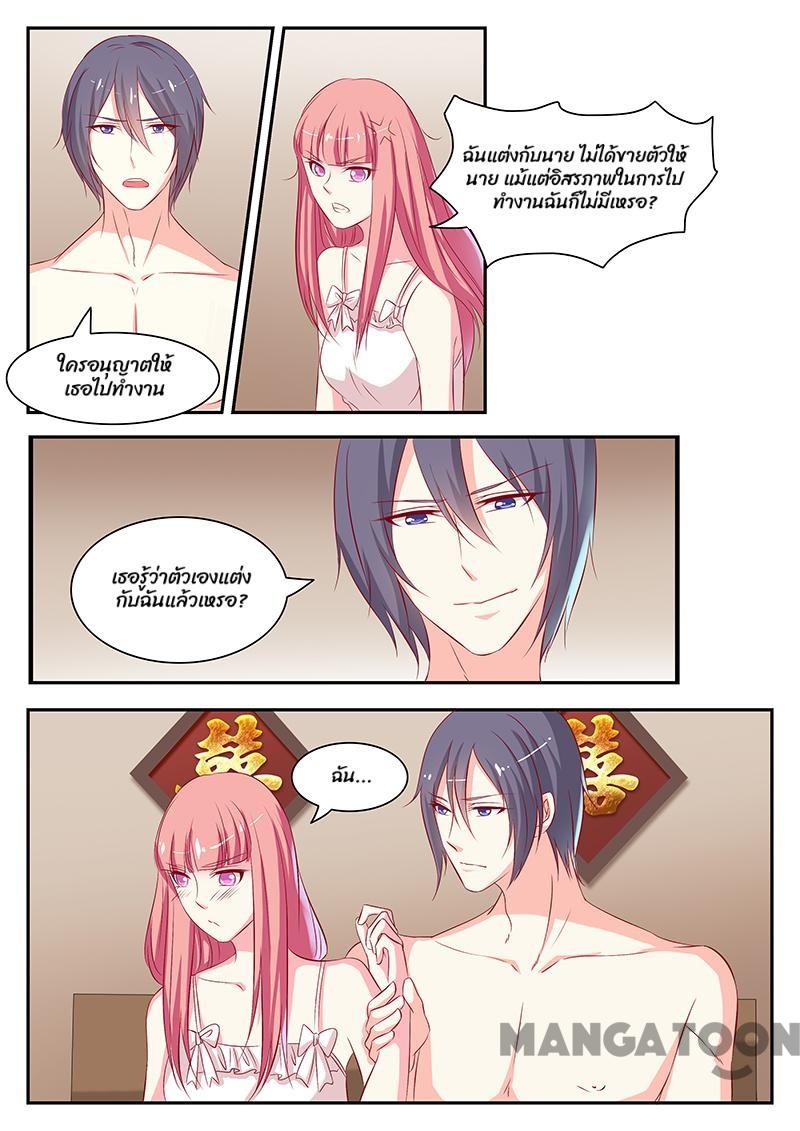 ใครอนุญาตให้
เธอไปทำงาน
ฉันแต่งกับนาย ไม่ได้ขายตัวให้
นาย แม้แต่อิสรภาพในการไป
ทำงานฉันก็ไม่มีเหรอ?
เธอรู้ว่าตัวเองแต่ง
กับฉันแล้วเหรอ?
ฉัน...
囍
囍
MANGATOON